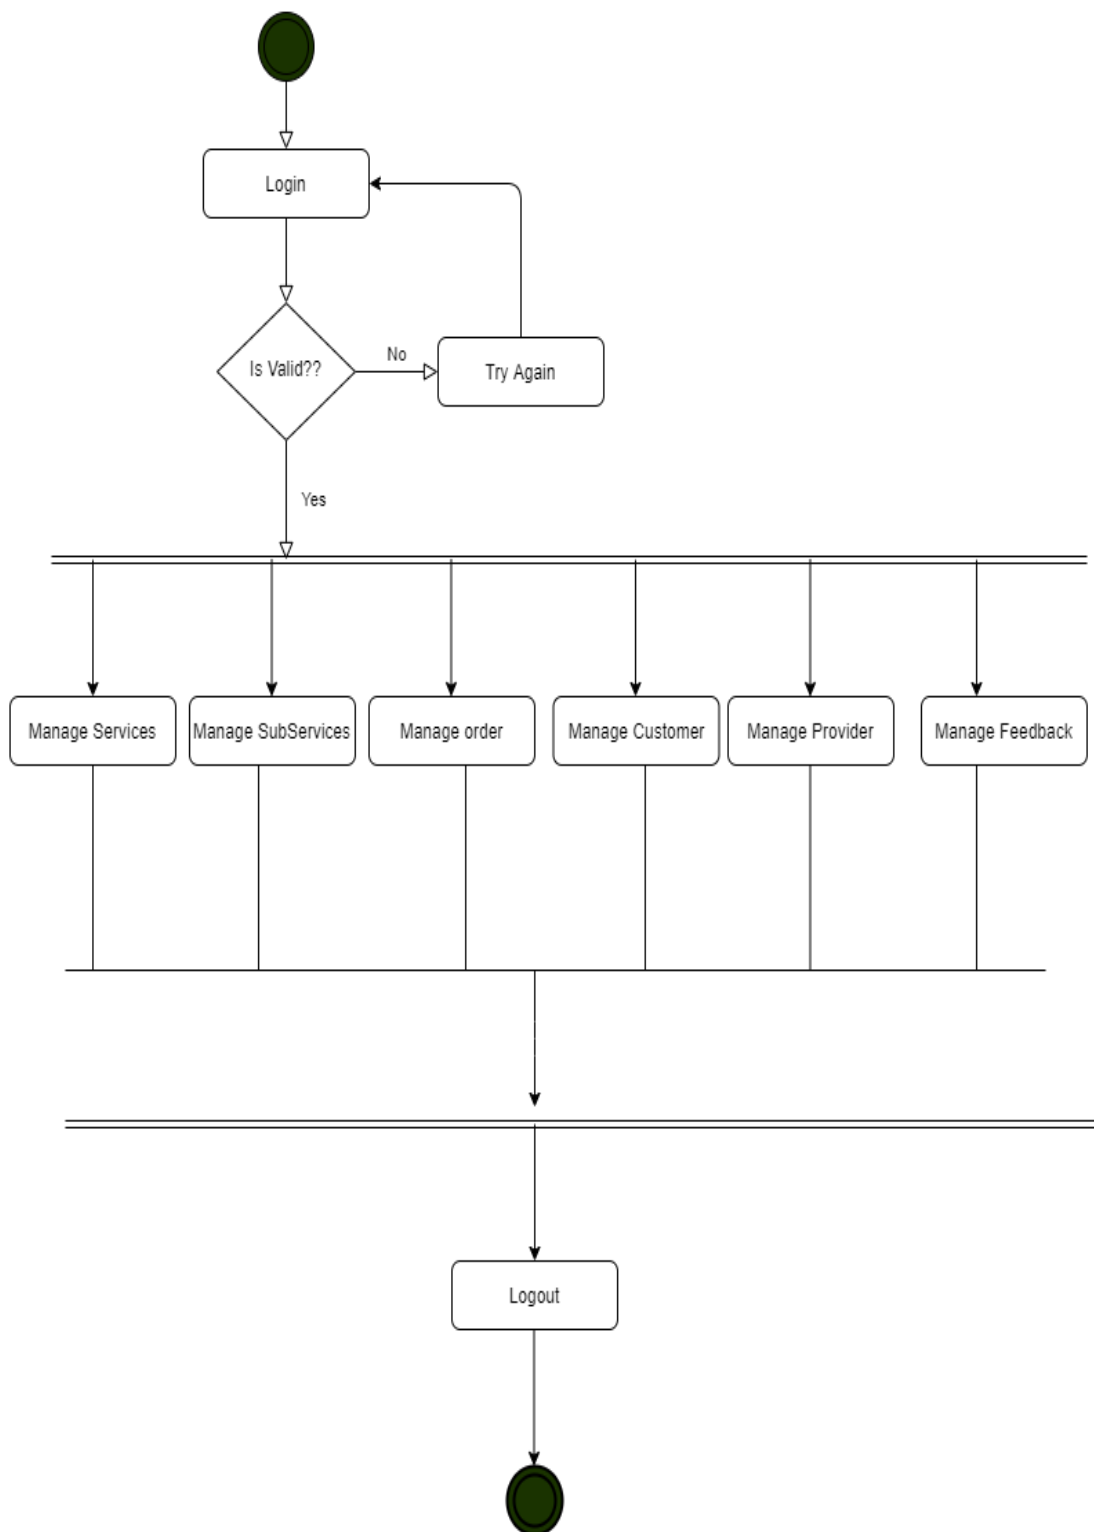 Login
Is Valid??
No
Try Again
Yes
Manage Services
Manage SubServices
Manage order
Manage Customer
Manage Provider
Manage Feedback
Logout